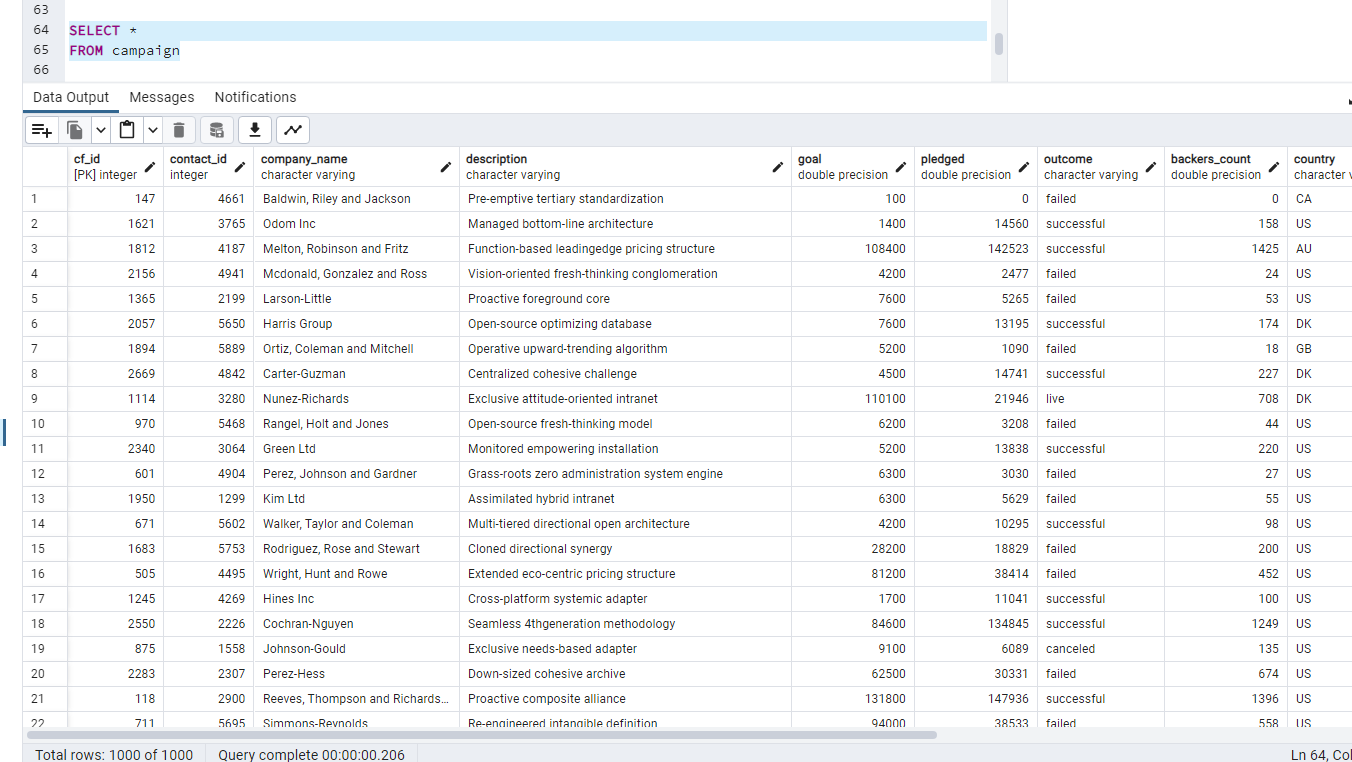 63
64 SELECT *
65 FROM campaign
66
Data Output Messages Notifications
cf_id contact_id company_name description goal pledged outcome backers_count country
[PK] integer integer character varying character varying double precision double precision character varying double precision character
1 147 4661 Baldwin, Riley and Jackson Pre-emptive tertiary standardization 100 0 failed 0 CA
2 1621 3765 Odom Inc Managed bottom-line architecture 1400 14560 successful 158 US
3 1812 4187 Melton, Robinson and Fritz Function-based leadingedge pricing structure 108400 142523 successful 1425 AU
4 2156 4941 Mcdonald, Gonzalez and Ross Vision-oriented fresh-thinking conglomeration 4200 2477 failed 24 US
5 1365 2199 Larson-Little Proactive foreground core 7600 5265 failed 53 US
6 2057 5650 Harris Group Open-source optimizing database 7600 13195 successful 174 DK
7 1894 5889 Ortiz, Coleman and Mitchell Operative upward-trending algorithm 5200 1090 failed 18 GB
8 2669 4842 Carter-Guzman Centralized cohesive challenge 4500 14741 successful 227 DK
9 1114 3280 Nunez-Richards Exclusive attitude-oriented intranet 110100 21946 live 708 DK
10 970 5468 Rangel, Holt and Jones Open-source fresh-thinking model 6200 3208 failed 44 US
11 2340 3064 Green Ltd Monitored empowering installation 5200 13838 successful 220 US
12 601 4904 Perez, Johnson and Gardner Grass-roots zero administration system engine 6300 3030 failed 27 US
13 1950 1299 Kim Ltd Assimilated hybrid intranet 6300 5629 failed 55 US
14 671 5602 Walker, Taylor and Coleman Multi-tiered directional open architecture 4200 10295 successful 98 US
15 1683 5753 Rodriguez, Rose and Stewart Cloned directional synergy 28200 18829 failed 200 US
16 505 4495 Wright, Hunt and Rowe Extended eco-centric pricing structure 81200 38414 failed 452 US
17 1245 4269 Hines Inc Cross-platform systemic adapter 1700 11041 successful 100 US
18 2550 2226 Cochran-Nguyen Seamless 4thgeneration methodology 84600 134845 successful 1249 US
19 875 1558 Johnson-Gould Exclusive needs-based adapter 9100 6089 canceled 135 US
20 2283 2307 Perez-Hess Down-sized cohesive archive 62500 30331 failed 674 US
21 118 2900 Reeves, Thompson and Richards... Proactive composite alliance 131800 147936 successful 1396 US
22 711 5695 Simmons-Reynolds Re-engineered intangible definition 94000 38533 failed 558 US
Total rows: 1000 of 1000 Query complete 00:00:00.206 Ln 64, Col